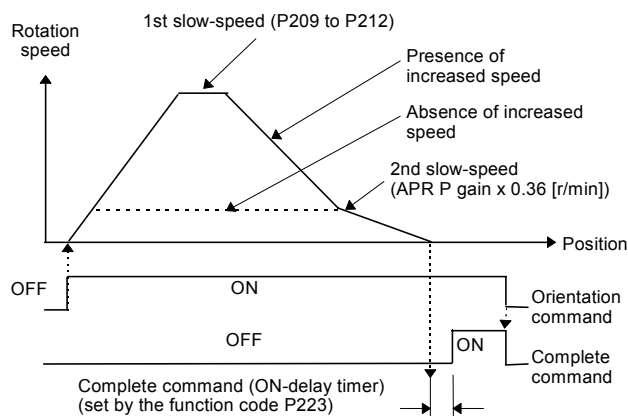 1st slow-speed (P209 to P212)
Rotation
speed
Presence of
increased speed
Absence of increased
speed
2nd slow-speed
(APR P gain x 0.36 [r/min])
Position
OFF
ON
Orientation
command
OFF
ON
Complete
command
Complete command (ON-delay timer)
(set by the function code P223)